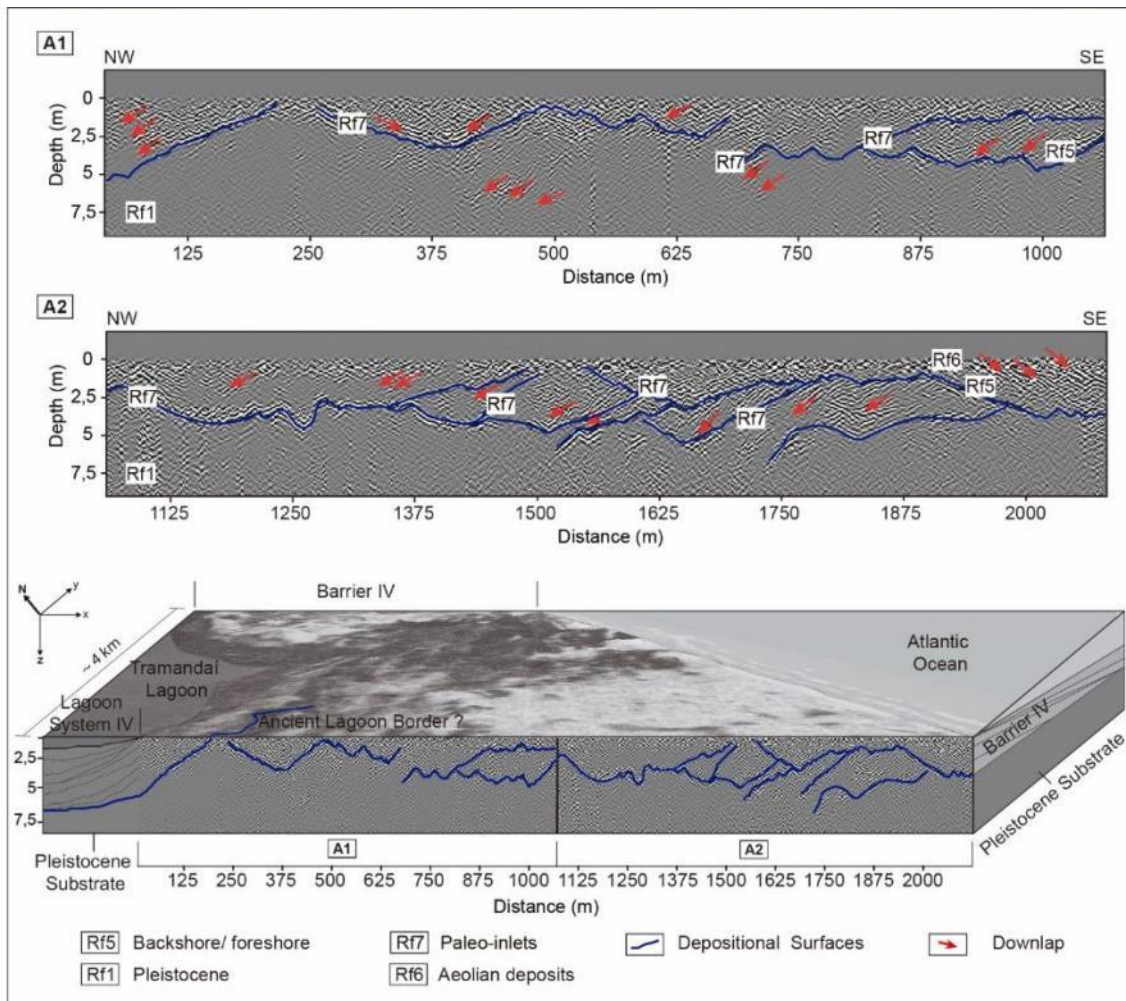 A1
NW SE
0
2,5
5
7,5
Depth (m)
Rf7
Rf7
Rf7
Rf5
Rf1
125 250 375 500 625 750 875 1000
Distance (m)
A2
NW SE
0
2,5
5
7,5
Depth (m)
Rf7
Rf7
Rf7
Rf7
Rf6
Rf5
Rf1
1125 1250 1375 1500 1625 1750 1875 2000
Distance (m)
N
y
x
z
~ 4 km
Barrier IV
Atlantic
Ocean
Tramandaí
Lagoon
Lagoon
System IV
Ancient Lagoon Border ?
Barrier IV
Pleistocene Substrate
2,5
5
7,5
Pleistocene
Substrate
A1 A2
125 250 375 500 625 750 875 1000 1125 1250 1375 1500 1625 1750 1875 2000
Distance (m)
Rf5 Backshore/ foreshore Rf7 Paleo-inlets Depositional Surfaces Downlap
Rf1 Pleistocene Rf6 Aeolian deposits